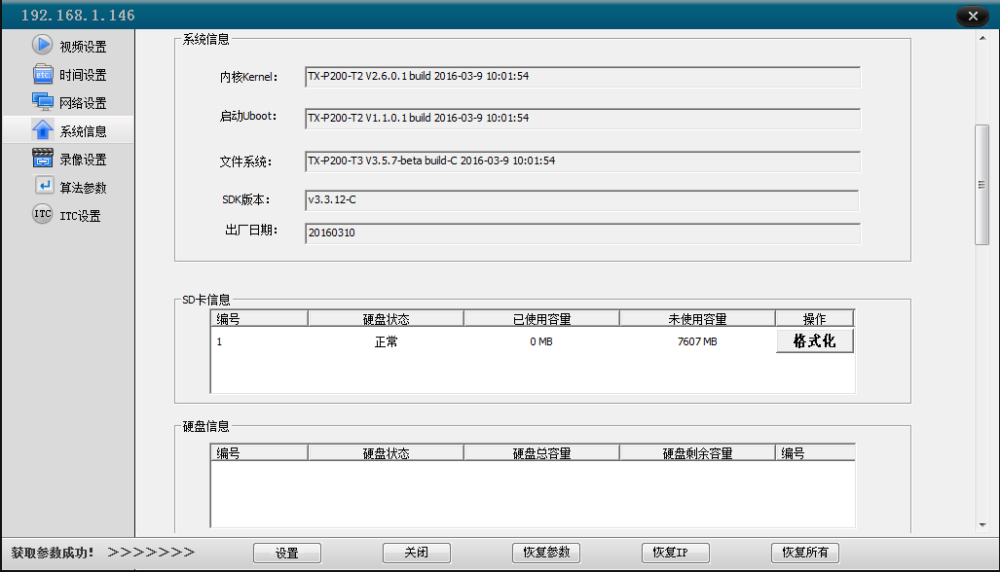 192.168.1.146
视频设置
etc.
时间设置
网络设置
系统信息
录像设置
算法参数
ITC ITC设置
系统信息
内核Kernel: TX-P200-T2 V2.6.0.1 build 2016-03-9 10:01:54
启动Uboot: TX-P200-T2 V1.1.0.1 build 2016-03-9 10:01:54
文件系统: TX-P200-T3 V3.5.7-beta build-C 2016-03-9 10:01:54
SDK版本: v3.3.12-C
出厂日期: 20160310
SD卡信息
编号 硬盘状态 已使用容量 未使用容量 操作
1 正常 0 MB 7607 MB 格式化
硬盘信息
编号 硬盘状态 硬盘总容量 硬盘剩余容量 编号
获取参数成功! >>>>>>> 设置 关闭 恢复参数 恢复IP 恢复所有